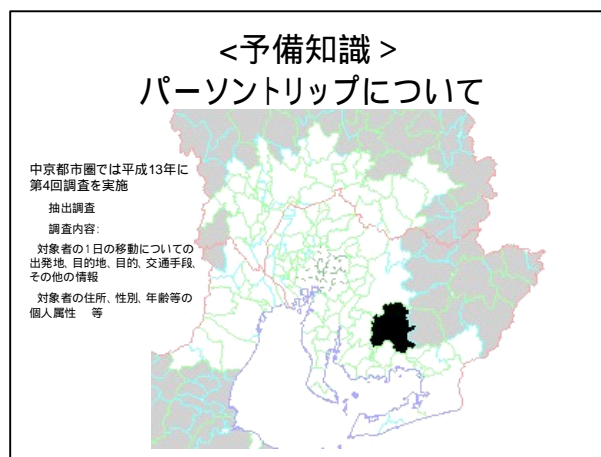 <予備知識>
パーソントリップについて
中京都市圏では平成13年に
第4回調査を実施
抽出調査
調査内容:
対象者の1日の移動についての
出発地、目的地、目的、交通手段、
その他の情報
対象者の住所、性別、年齢等の
個人属性 等